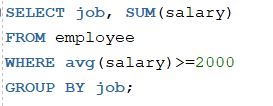 SELECT job, SUM(salary)
FROM employee
WHERE avg(salary)>=2000
GROUP BY job;